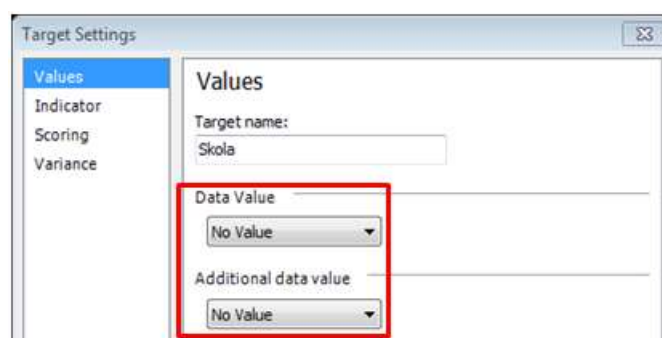 Target Settings
Values
Indicator
Scoring
Variance
Values
Target name:
Skola
Data Value
No Value
Additional data value
No Value